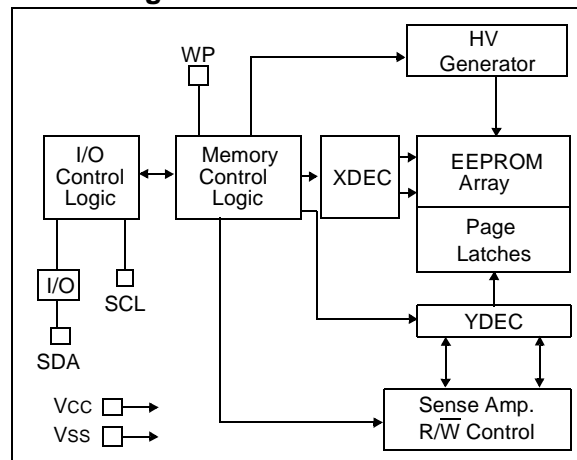 HV
Generator
WP
I/O
Control
Logic
Memory
Control
Logic
XDEC
EEPROM
Array
Page
Latches
I/O
SCL
SDA
YDEC
Vcc
Vss
Sense Amp.
R/W̅ Control